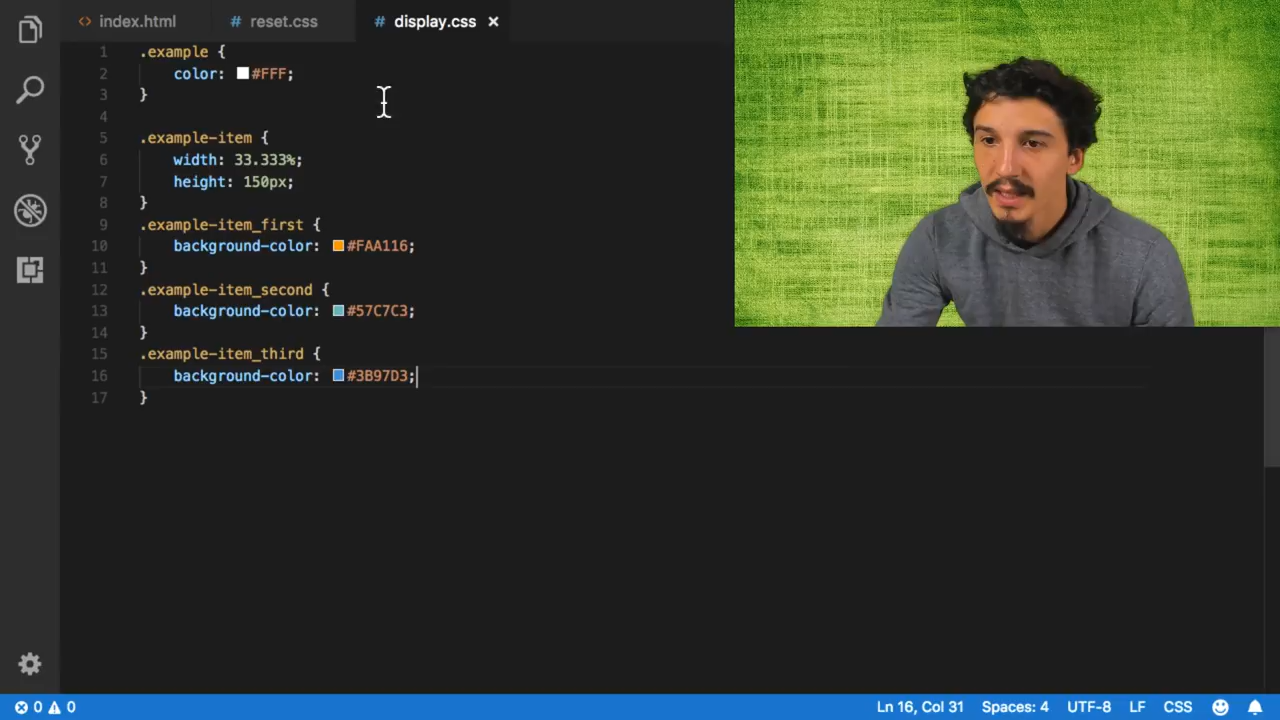 index.html
reset.css
display.css
1 .example {
2 color: #FFF;
3 }
4
5 .example-item {
6 width: 33.333%;
7 height: 150px;
8 }
9 .example-item_first {
10 background-color: #FAA116;
11 }
12 .example-item_second {
13 background-color: #57C7C3;
14 }
15 .example-item_third {
16 background-color: #3B97D3;
17 }
0 0
Ln 16, Col 31 Spaces: 4 UTF-8 LF CSS